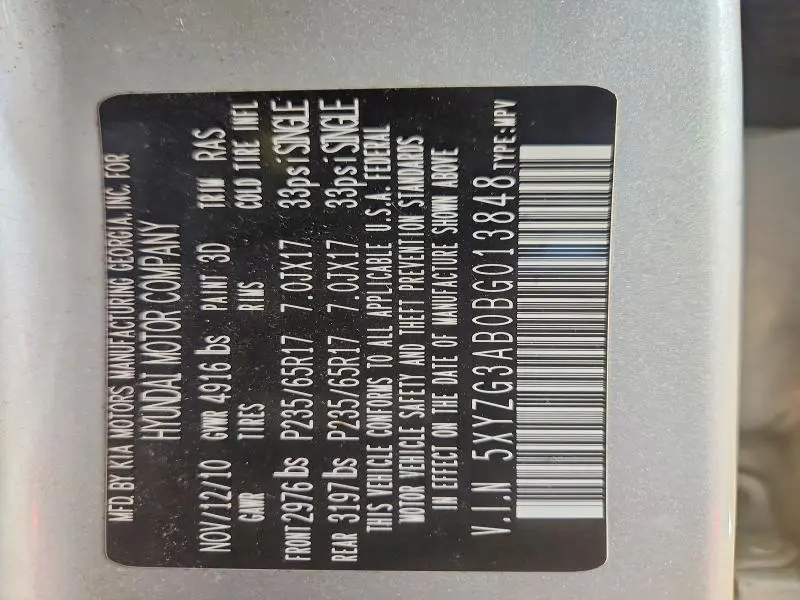 MFD. BY KIA MOTORS MANUFACTURING GEORGIA, INC. FOR
HYUNDAI MOTOR COMPANY
NOV/12/10 GVWR 4916 lbs PAINT 3D TRIM RAS
GAWR TIRES RIMS COLD TIRE INFL
FRONT 2976 lbs P235/65R17 7.0JX17 33psi SINGLE
REAR 3197 lbs P235/65R17 7.0JX17 33psi SINGLE
THIS VEHICLE CONFORMS TO ALL APPLICABLE U.S.A. FEDERAL
MOTOR VEHICLE SAFETY AND THEFT PREVENTION STANDARDS
IN EFFECT ON THE DATE OF MANUFACTURE SHOWN ABOVE
V.I.N 5XYZG3AB0BG013848 TYPE:MPV